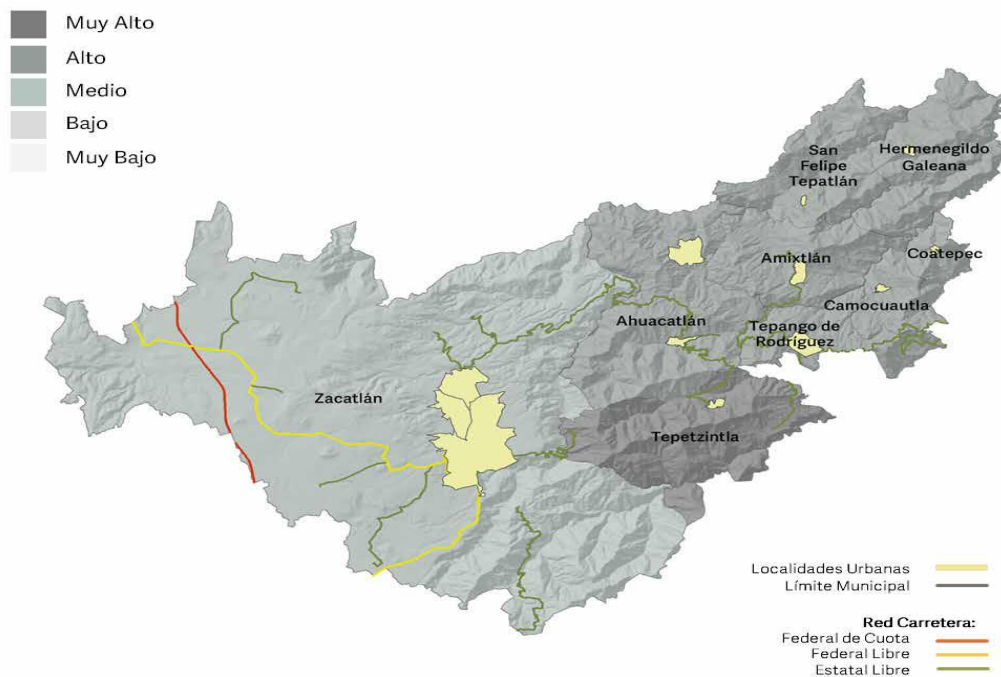 Muy Alto
Alto
Medio
Bajo
Muy Bajo
San
Felipe
Tepatlán
Hermenegildo
Galeana
Amixtlán
Coatepec
Camocuautla
Ahuacatlán
Tepango de
Rodríguez
Zacatlán
Tepetzintla
Localidades Urbanas
Límite Municipal
Red Carretera:
Federal de Cuota
Federal Libre
Estatal Libre